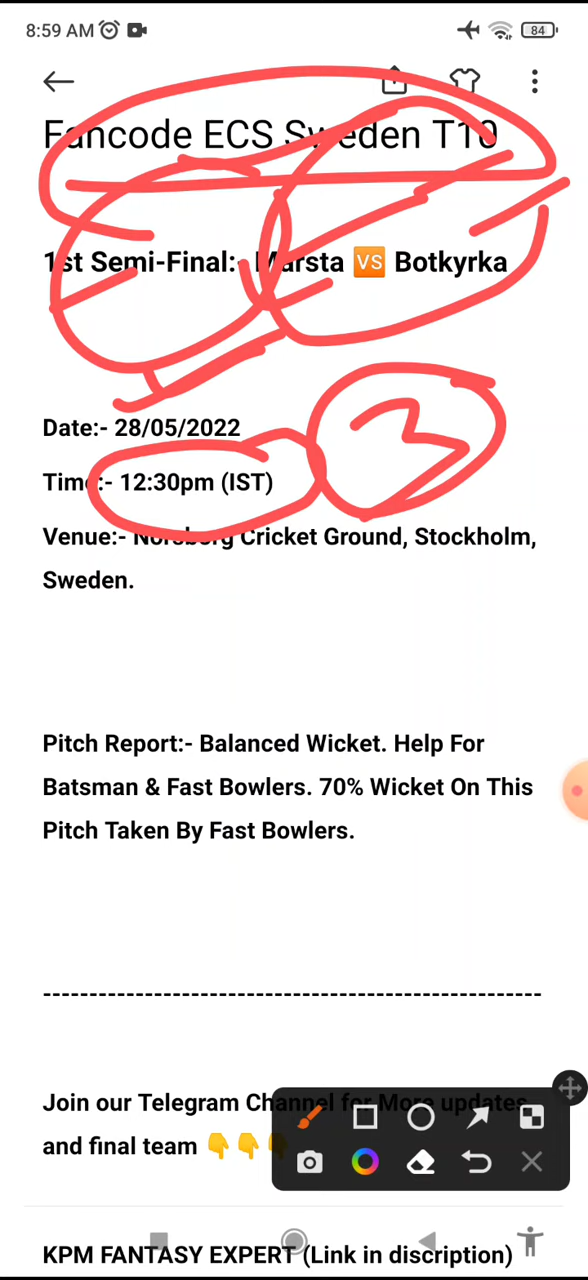 8:59 AM
84
Fancode ECS Sweden T10
1st Semi-Final:- Marsta VS Botkyrka
Date:- 28/05/2022
3
Time:- 12:30pm (IST)
Venue:- Norsborg Cricket Ground, Stockholm,
Sweden.
Pitch Report:- Balanced Wicket. Help For
Batsman & Fast Bowlers. 70% Wicket On This
Pitch Taken By Fast Bowlers.
-----------------------------------------------------
Join our Telegram Channel for More updates
and final team 👇👇👇
KPM FANTASY EXPERT (Link in discription)